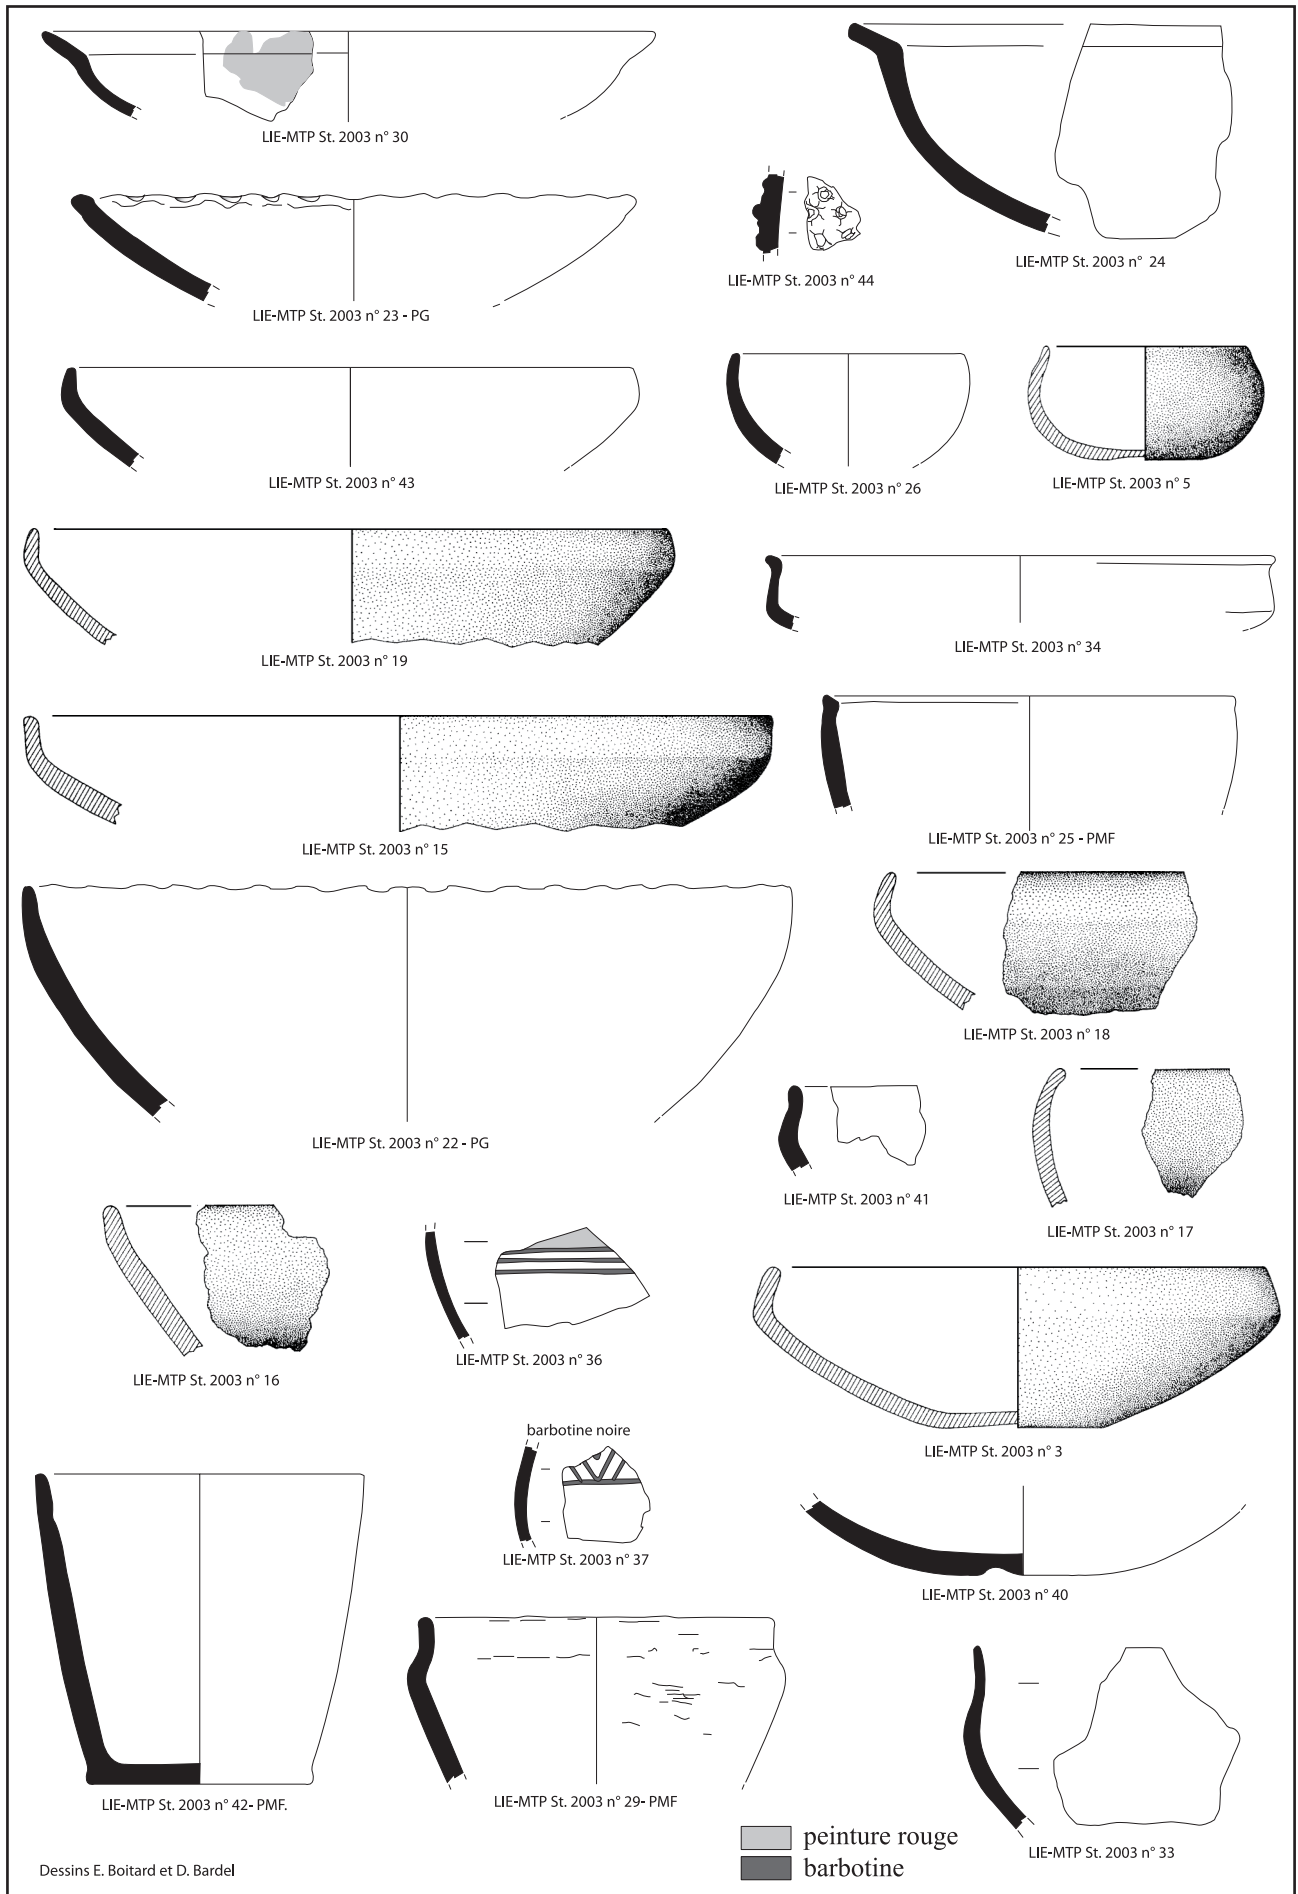 LIE-MTP St. 2003 n° 30
LIE-MTP St. 2003 n° 24
LIE-MTP St. 2003 n° 44
LIE-MTP St. 2003 n° 23 - PG
LIE-MTP St. 2003 n° 43
LIE-MTP St. 2003 n° 26
LIE-MTP St. 2003 n° 5
LIE-MTP St. 2003 n° 19
LIE-MTP St. 2003 n° 34
LIE-MTP St. 2003 n° 15
LIE-MTP St. 2003 n° 25 - PMF
LIE-MTP St. 2003 n° 18
LIE-MTP St. 2003 n° 22 - PG
LIE-MTP St. 2003 n° 41
LIE-MTP St. 2003 n° 17
LIE-MTP St. 2003 n° 16
LIE-MTP St. 2003 n° 36
LIE-MTP St. 2003 n° 3
barbotine noire
LIE-MTP St. 2003 n° 37
LIE-MTP St. 2003 n° 40
LIE-MTP St. 2003 n° 42- PMF.
LIE-MTP St. 2003 n° 29- PMF
LIE-MTP St. 2003 n° 33
peinture rouge
barbotine
Dessins E. Boitard et D. Bardel